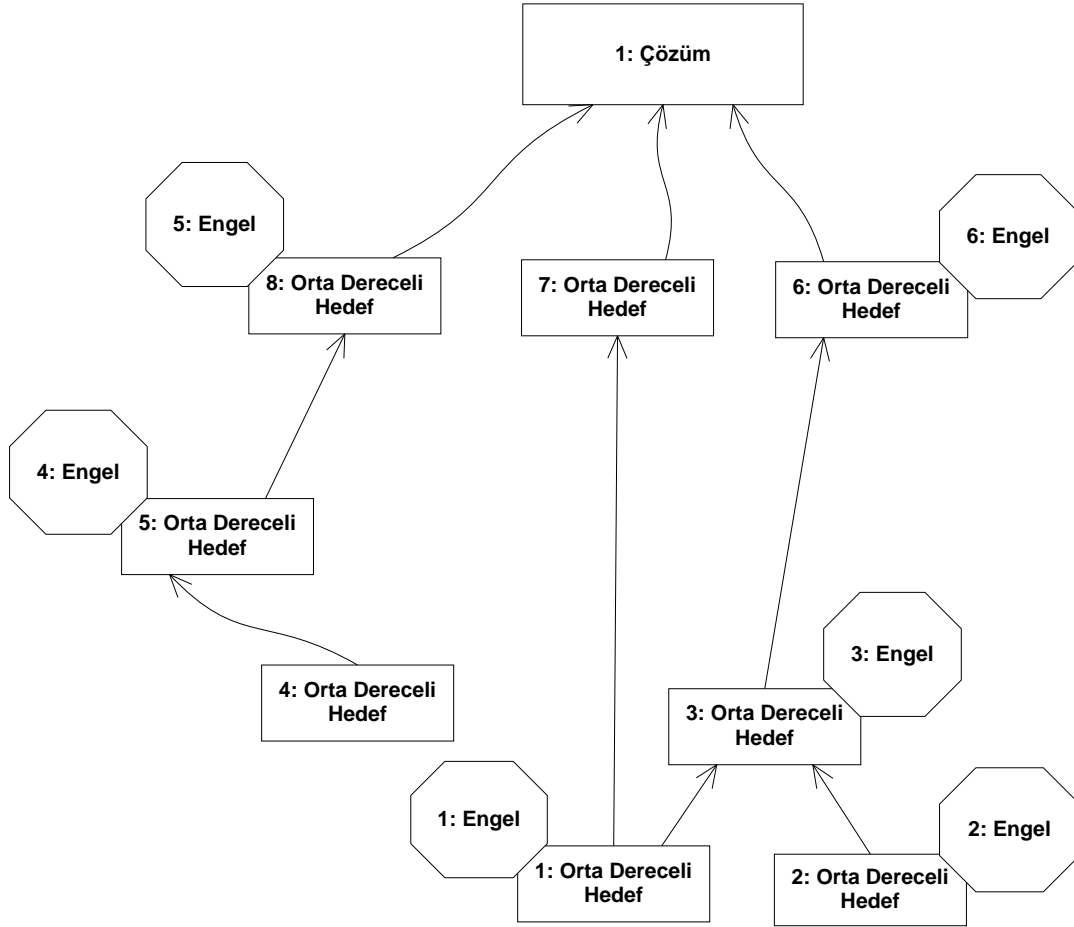 1: Çözüm
5: Engel
6: Engel
8: Orta Dereceli
Hedef
7: Orta Dereceli
Hedef
6: Orta Dereceli
Hedef
4: Engel
5: Orta Dereceli
Hedef
3: Engel
4: Orta Dereceli
Hedef
3: Orta Dereceli
Hedef
1: Engel
2: Engel
1: Orta Dereceli
Hedef
2: Orta Dereceli
Hedef